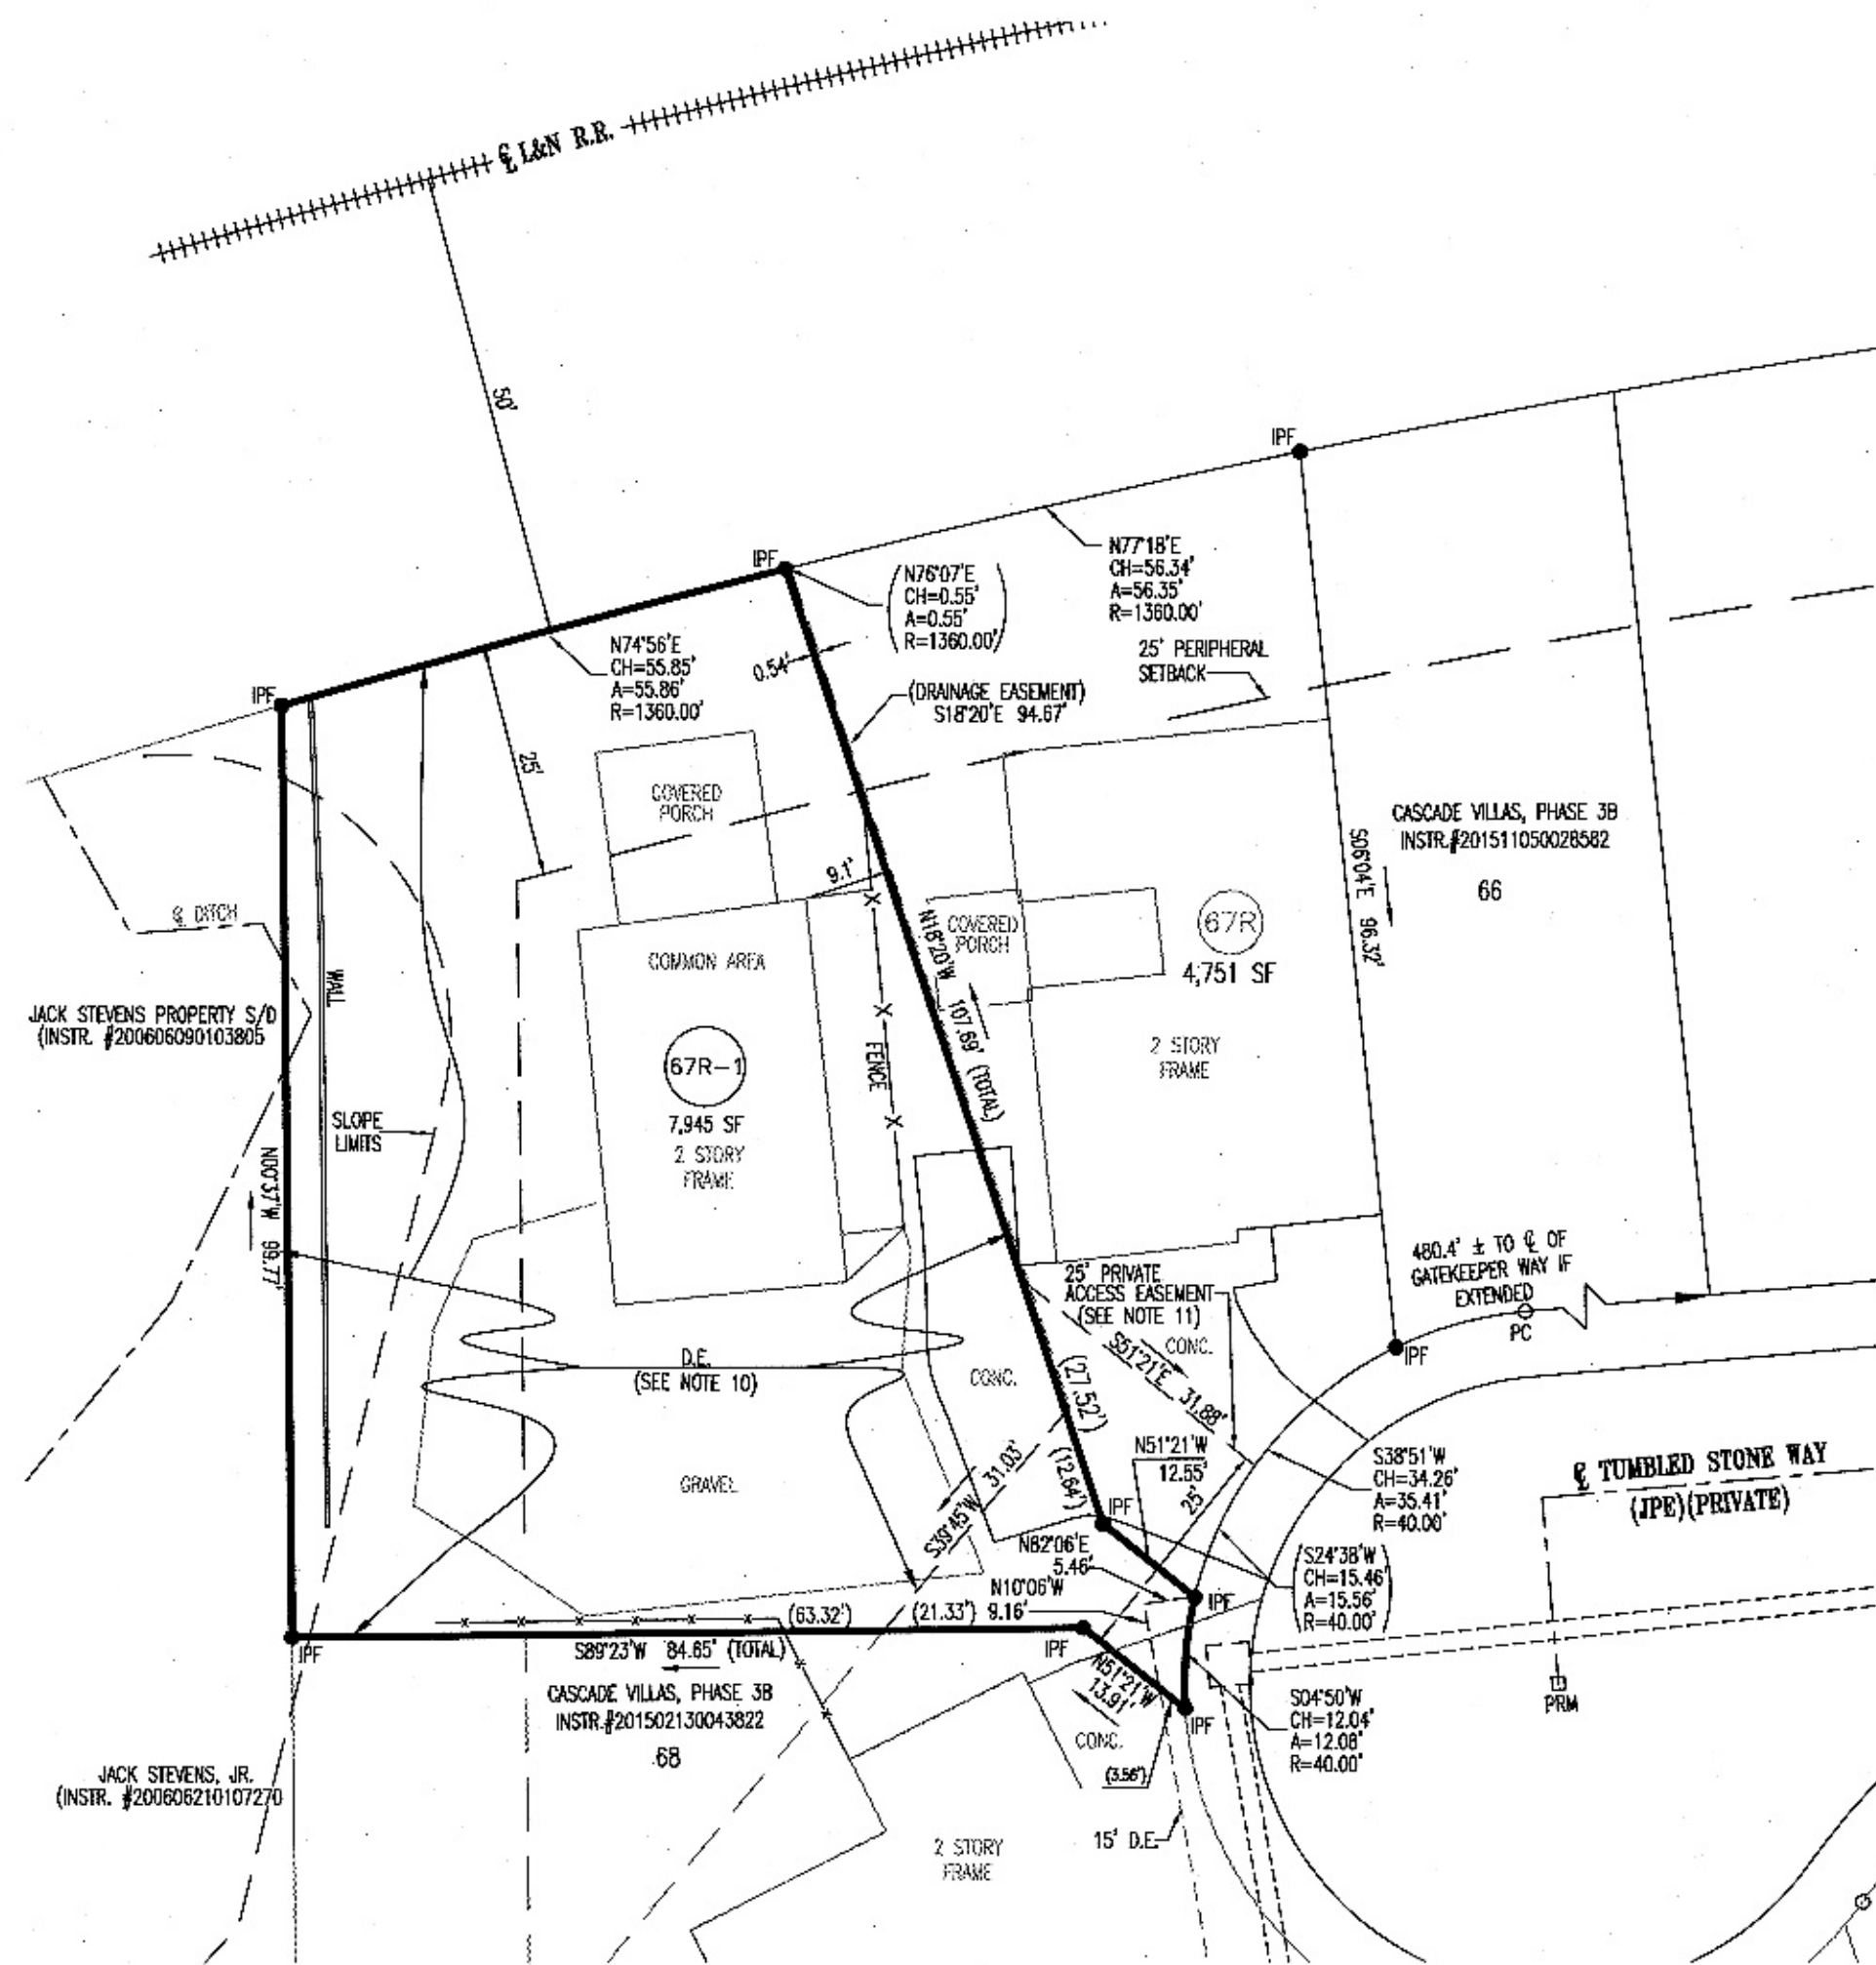 ℄ L&N R.R.
50'
IPF
IPF
N77°18'E
CH=56.34'
A=56.35'
R=1360.00'
(N76°07'E
CH=0.55'
A=0.55'
R=1360.00')
N74°56'E
CH=55.85'
A=55.86'
R=1360.00'
0.54'
25' PERIPHERAL
SETBACK
(DRAINAGE EASEMENT)
S18°20'E 94.67'
IPF
25'
COVERED
PORCH
9.1'
CASCADE VILLAS, PHASE 3B
INSTR.#201511050028582
66
S06°04'E 96.32'
67R
4,751 SF
COVERED
PORCH
N18°20'W 107.69' (TOTAL)
2 STORY
FRAME
℄ DITCH
WALL
COMMON AREA
JACK STEVENS PROPERTY S/D
(INSTR. #200606090103805
67R-1
7,945 SF
2 STORY
FRAME
FENCE
SLOPE
LIMITS
N00°37'W 99.77'
480.4' ± TO ℄ OF
GATEKEEPER WAY IF
EXTENDED
PC
IPF
25' PRIVATE
ACCESS EASEMENT
(SEE NOTE 11)
CONC.
S51°21'E 31.88'
D.E.
(SEE NOTE 10)
CONC.
(27.52')
(12.64')
N51°21'W
12.55'
25'
S38°51'W
CH=34.26'
A=35.41'
R=40.00'
℄ TUMBLED STONE WAY
(JPE)(PRIVATE)
GRAVEL
S39°45'W 31.03'
IPF
N82°06'E
5.46'
N10°06'W
9.16'
IPF
(S24°38'W
CH=15.46'
A=15.56'
R=40.00')
(63.32')
(21.33')
IPF
S89°23'W 84.65' (TOTAL)
IPF
N51°21'W
13.91'
IPF
CASCADE VILLAS, PHASE 3B
INSTR.#201502130043822
68
S04°50'W
CH=12.04'
A=12.08'
R=40.00'
PRM
CONC.
(3.56')
JACK STEVENS, JR.
(INSTR. #200606210107270
15' D.E.
2 STORY
FRAME